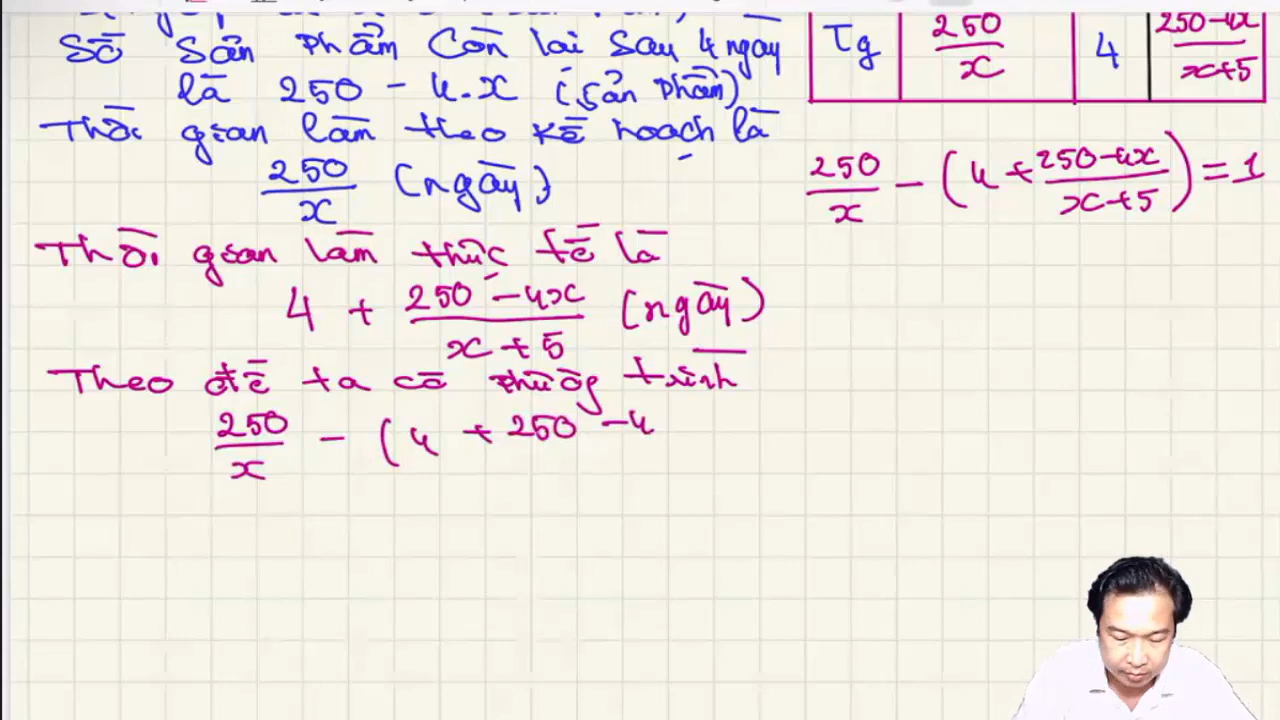 Số sản phẩm còn lại sau 4 ngày
là 250 - 4.x (sản phẩm)
Thời gian làm theo kế hoạch là
250/x (ngày)
Thời gian làm thực tế là
4 + (250 - 4x)/(x + 5) (ngày)
Theo đề ta có phường trình
250/x - (4 + 250 - 4
Tg | 250/x | 4 | (250-4x)/(x+5)
250/x - (4 + (250-4x)/(x+5)) = 1